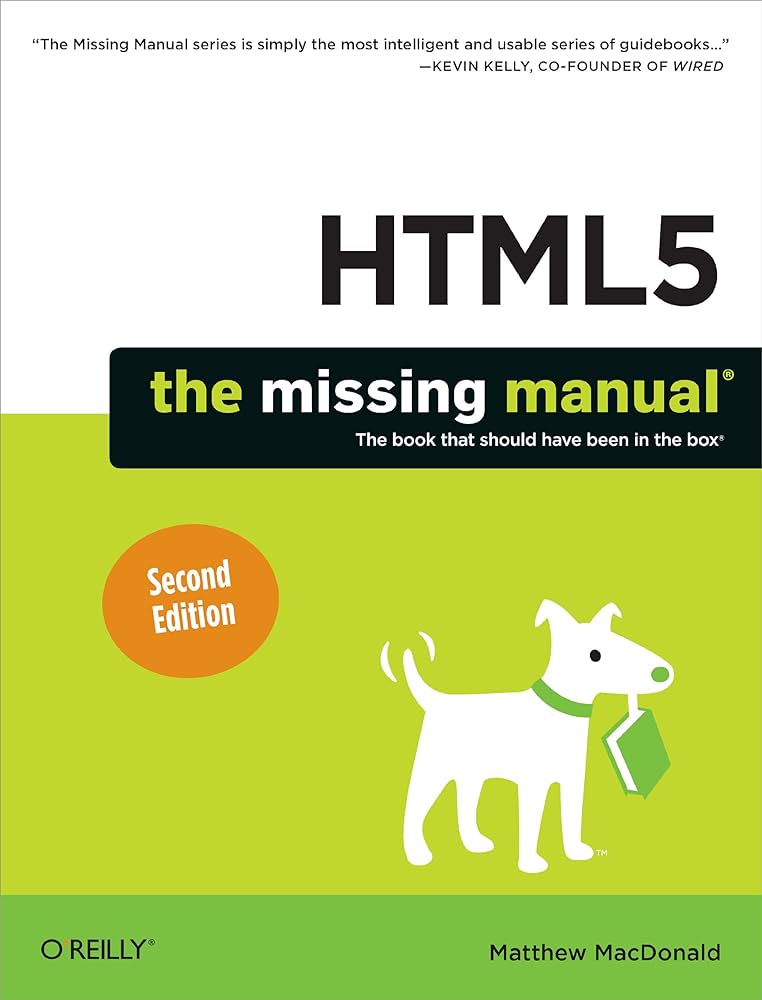 “The Missing Manual series is simply the most intelligent and usable series of guidebooks...”
—KEVIN KELLY, CO-FOUNDER OF WIRED
HTML5
the missing manual®
The book that should have been in the box®
Second
Edition
TM
O'REILLY®
Matthew MacDonald